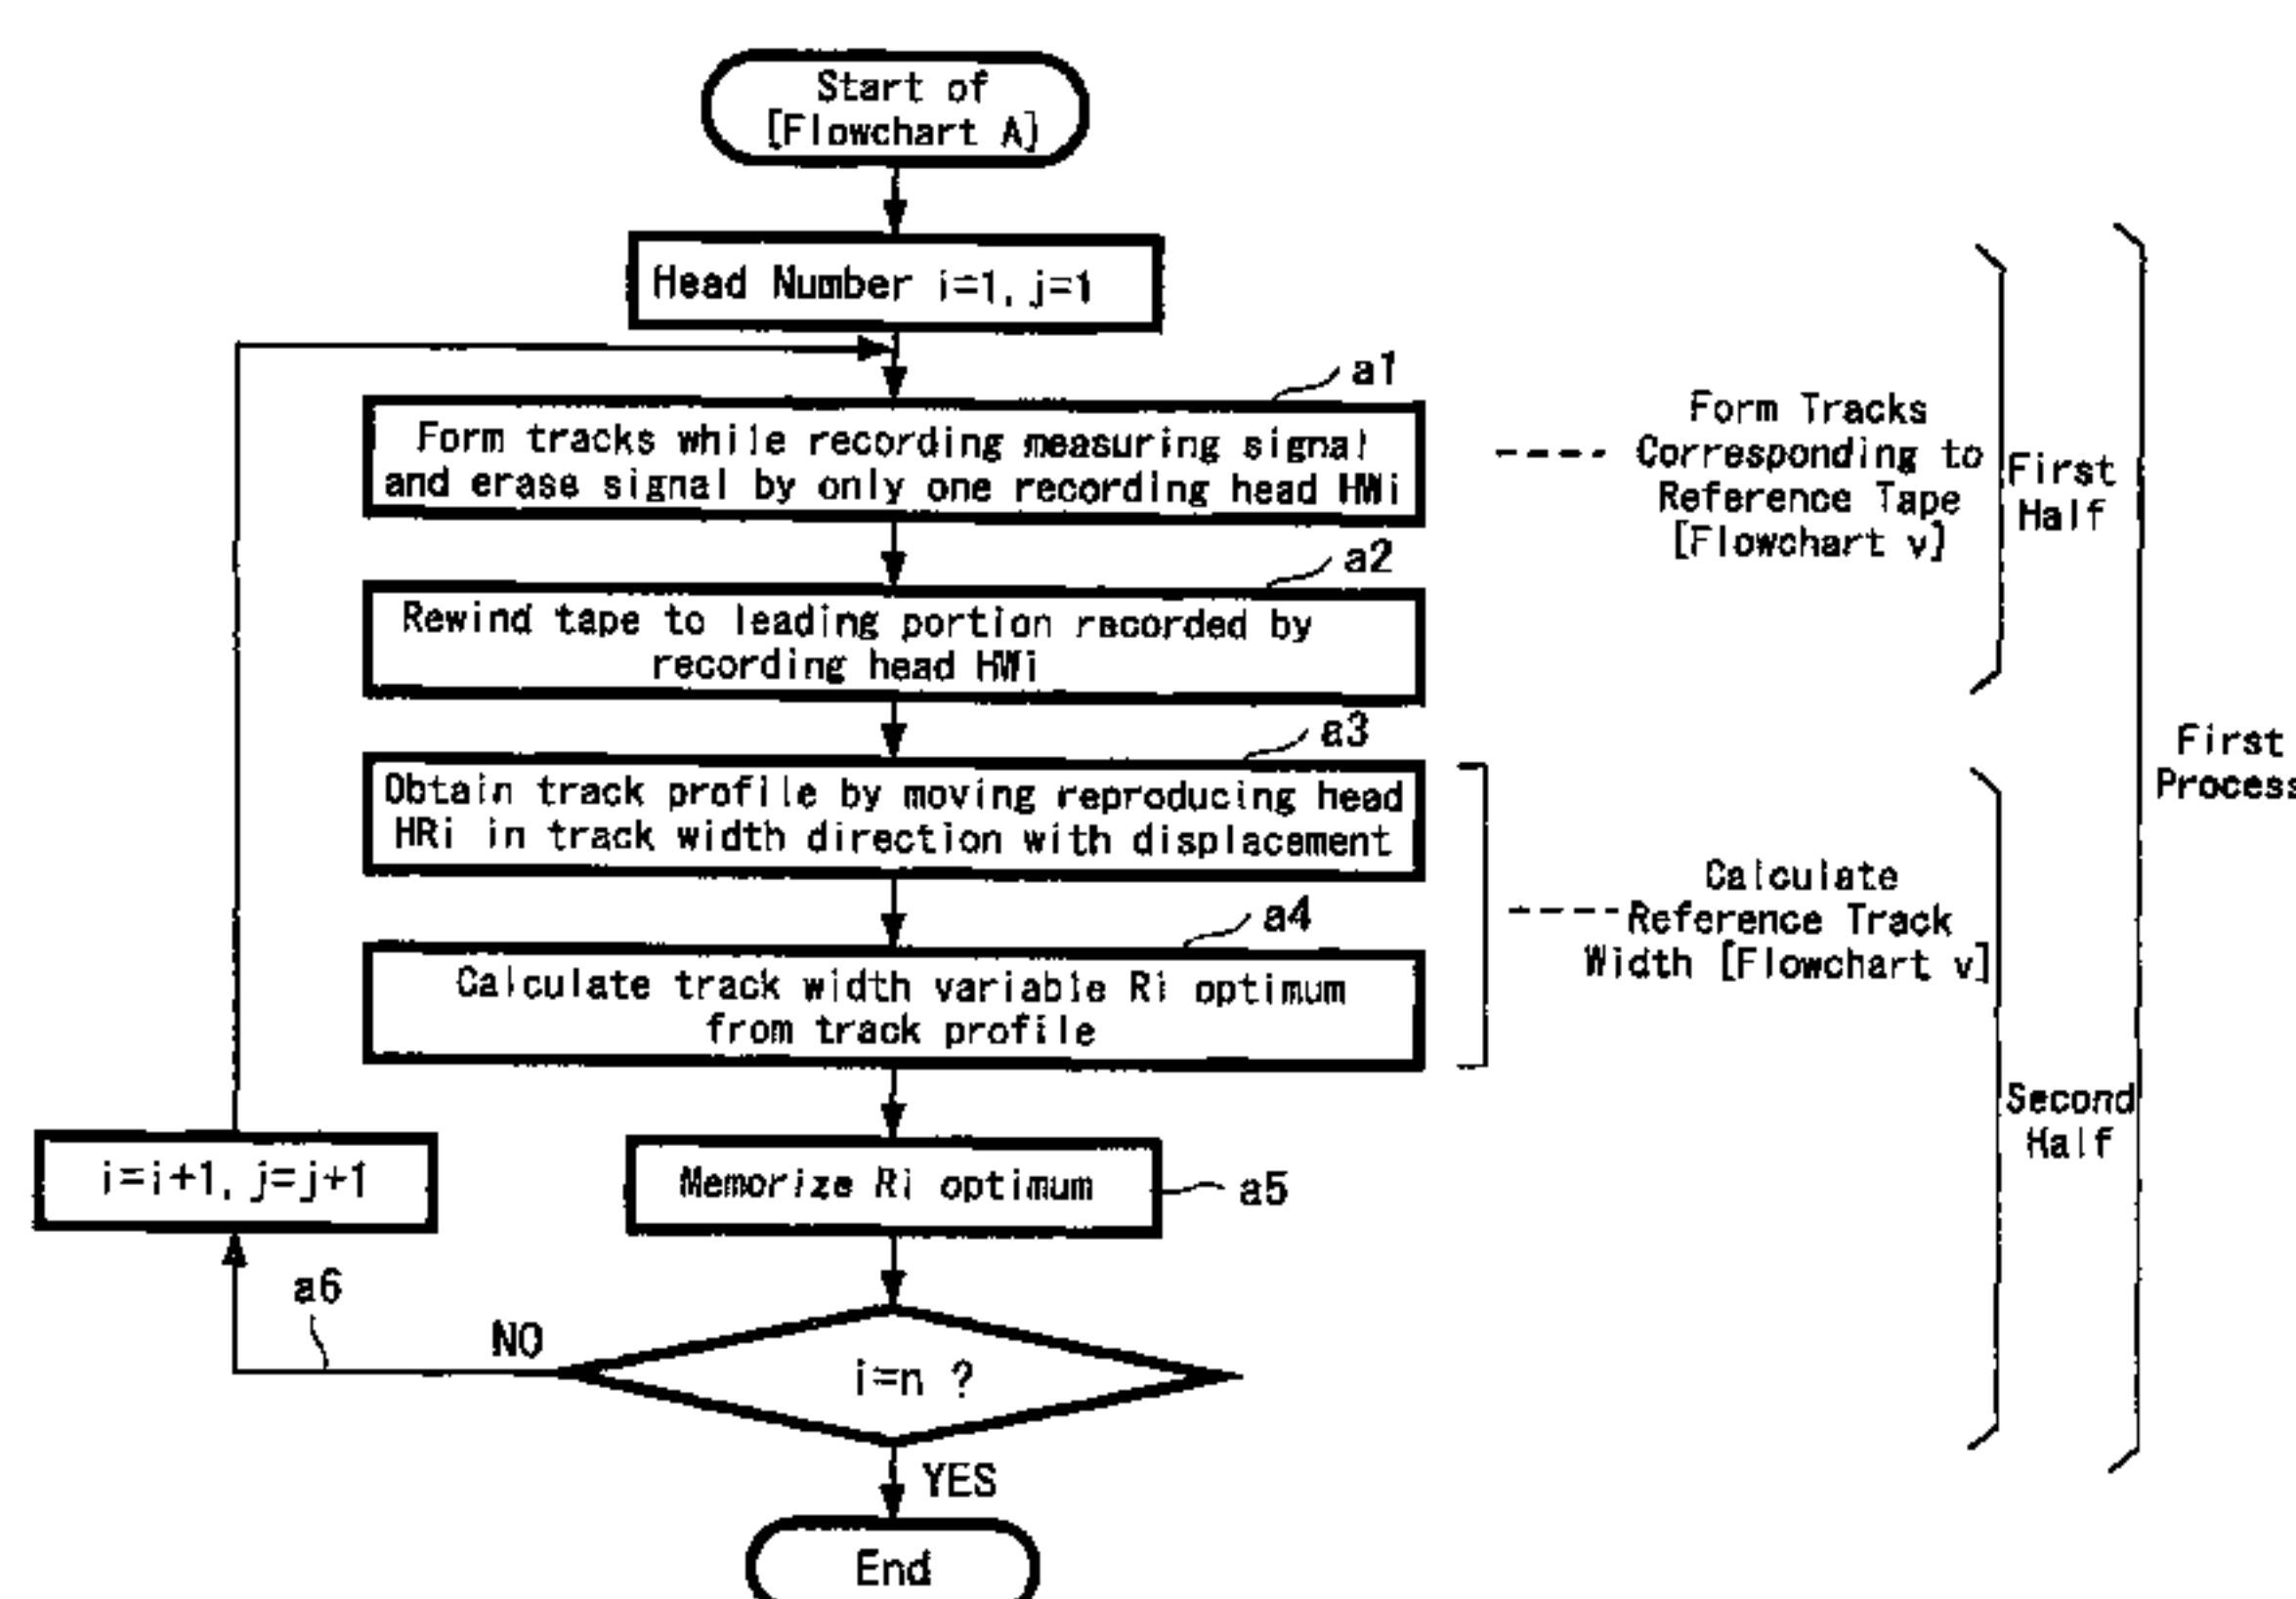 Start of
[Flowchart A]
Head Number i=1, j=1
a1
Form tracks while recording measuring signal
and erase signal by only one recording head HWi
Form Tracks
Corresponding to
Reference Tape
[Flowchart v]
First
Half
a2
Rewind tape to leading portion recorded by
recording head HWi
a3
Obtain track profile by moving reproducing head
HRi in track width direction with displacement
First
Process
Calculate
Reference Track
Width [Flowchart v]
a4
Calculate track width variable Ri optimum
from track profile
Second
Half
i=i+1, j=j+1
Memorize Ri optimum
a5
a6
NO
i=n ?
YES
End